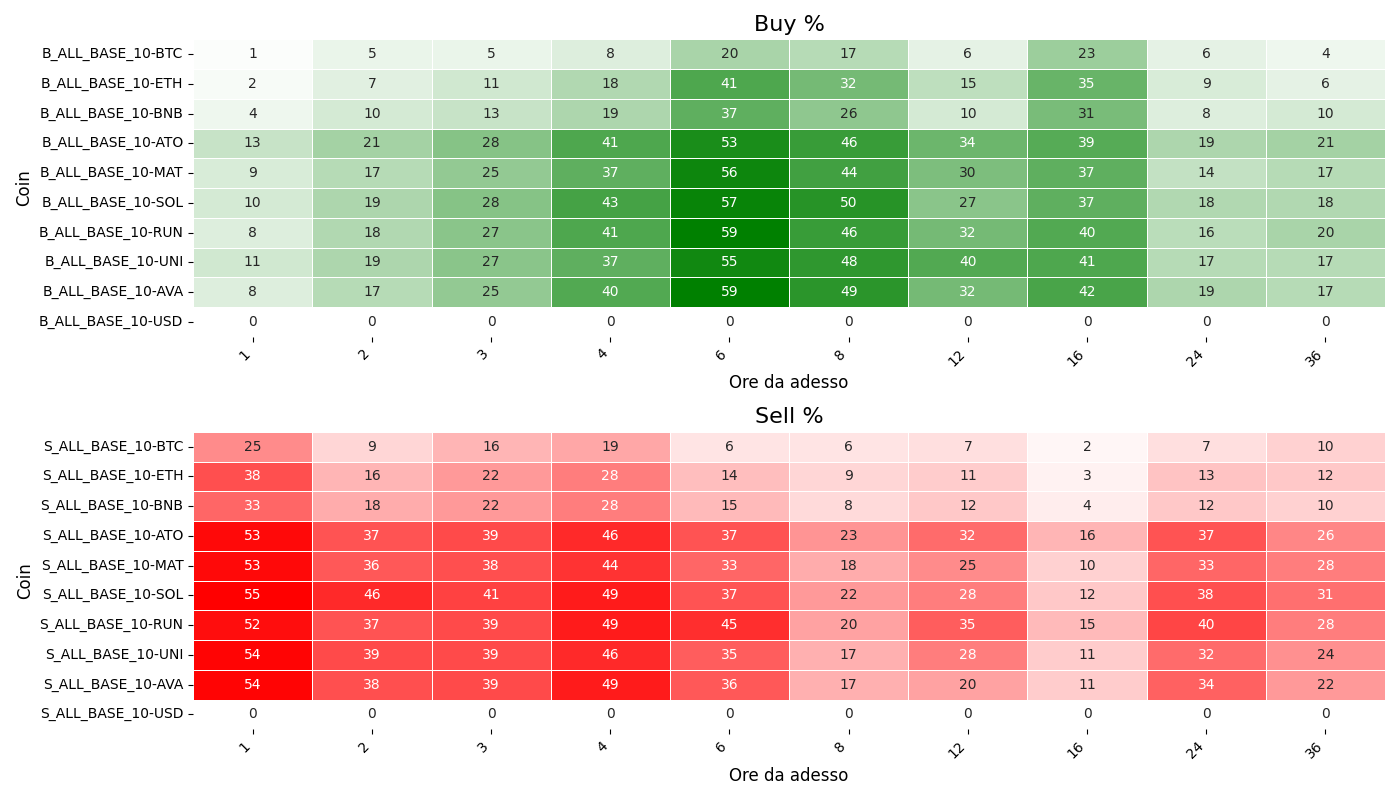 Buy %
Coin
B_ALL_BASE_10-BTC 1 5 5 8 20 17 6 23 6 4
B_ALL_BASE_10-ETH 2 7 11 18 41 32 15 35 9 6
B_ALL_BASE_10-BNB 4 10 13 19 37 26 10 31 8 10
B_ALL_BASE_10-ATO 13 21 28 41 53 46 34 39 19 21
B_ALL_BASE_10-MAT 9 17 25 37 56 44 30 37 14 17
B_ALL_BASE_10-SOL 10 19 28 43 57 50 27 37 18 18
B_ALL_BASE_10-RUN 8 18 27 41 59 46 32 40 16 20
B_ALL_BASE_10-UNI 11 19 27 37 55 48 40 41 17 17
B_ALL_BASE_10-AVA 8 17 25 40 59 49 32 42 19 17
B_ALL_BASE_10-USD 0 0 0 0 0 0 0 0 0 0
1 2 3 4 6 8 12 16 24 36
Ore da adesso
Sell %
Coin
S_ALL_BASE_10-BTC 25 9 16 19 6 6 7 2 7 10
S_ALL_BASE_10-ETH 38 16 22 28 14 9 11 3 13 12
S_ALL_BASE_10-BNB 33 18 22 28 15 8 12 4 12 10
S_ALL_BASE_10-ATO 53 37 39 46 37 23 32 16 37 26
S_ALL_BASE_10-MAT 53 36 38 44 33 18 25 10 33 28
S_ALL_BASE_10-SOL 55 46 41 49 37 22 28 12 38 31
S_ALL_BASE_10-RUN 52 37 39 49 45 20 35 15 40 28
S_ALL_BASE_10-UNI 54 39 39 46 35 17 28 11 32 24
S_ALL_BASE_10-AVA 54 38 39 49 36 17 20 11 34 22
S_ALL_BASE_10-USD 0 0 0 0 0 0 0 0 0 0
1 2 3 4 6 8 12 16 24 36
Ore da adesso